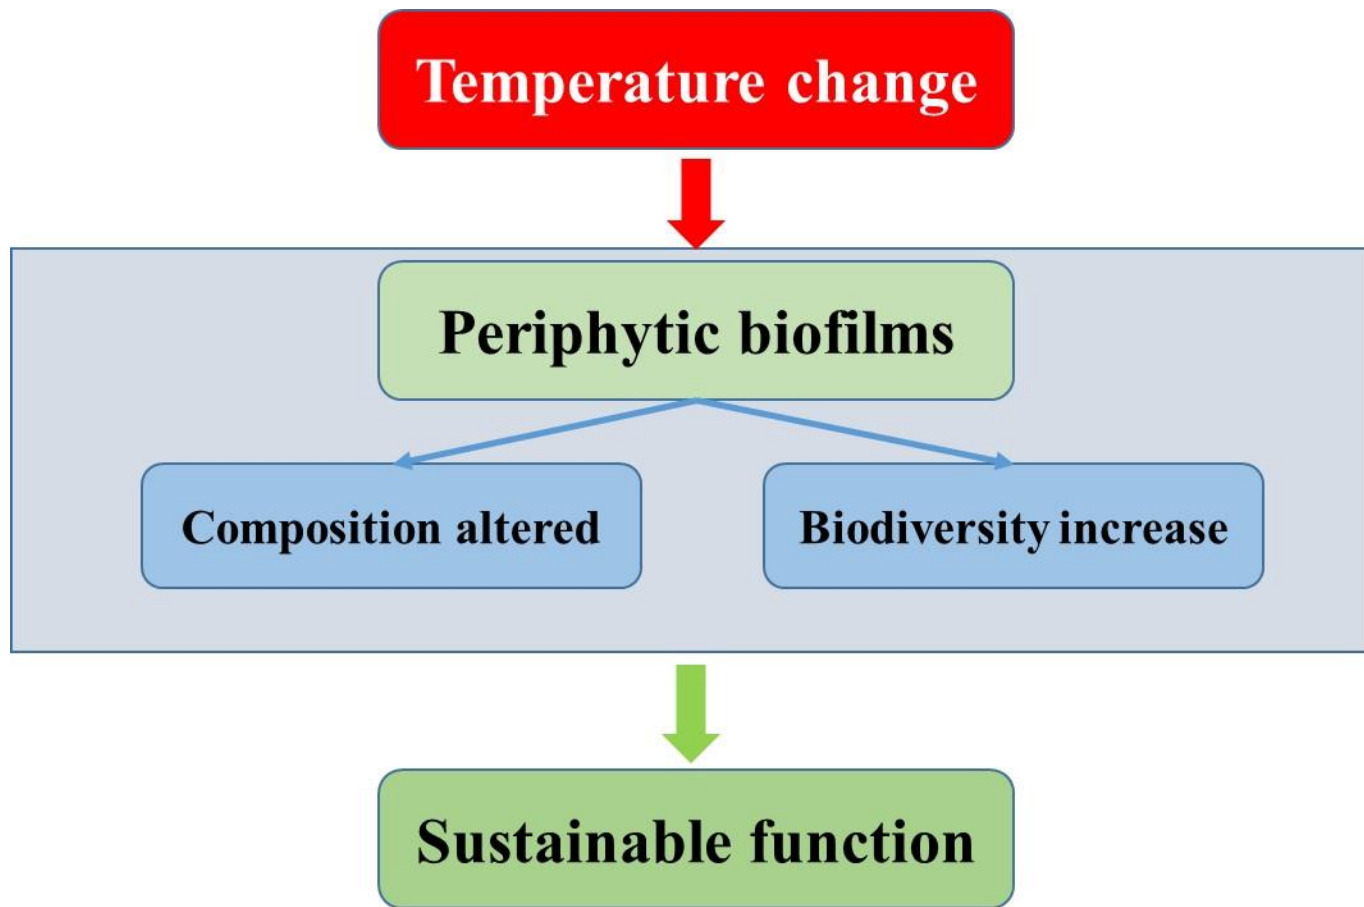 Temperature change
Periphytic biofilms
Composition altered
Biodiversity increase
Sustainable function